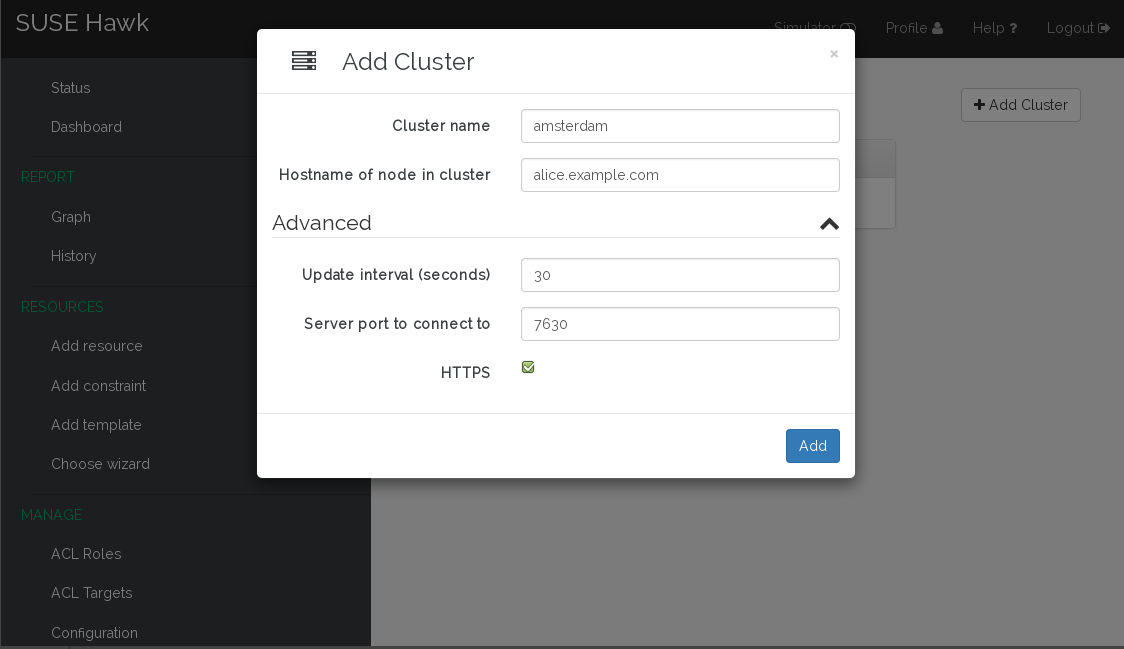 SUSE Hawk
Simulator
Profile
Help ?
Logout
Status
Dashboard
REPORT
Graph
History
RESOURCES
Add resource
Add constraint
Add template
Choose wizard
MANAGE
ACL Roles
ACL Targets
Configuration
+ Add Cluster
Add Cluster
×
Cluster name
amsterdam
Hostname of node in cluster
alice.example.com
Advanced
Update interval (seconds)
30
Server port to connect to
7630
HTTPS
Add